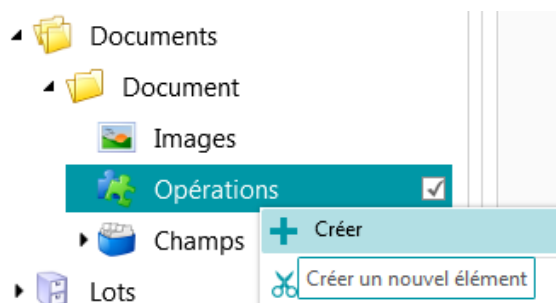 Documents
Document
Images
Opérations
Champs
Créer
Créer un nouvel élément
Lots